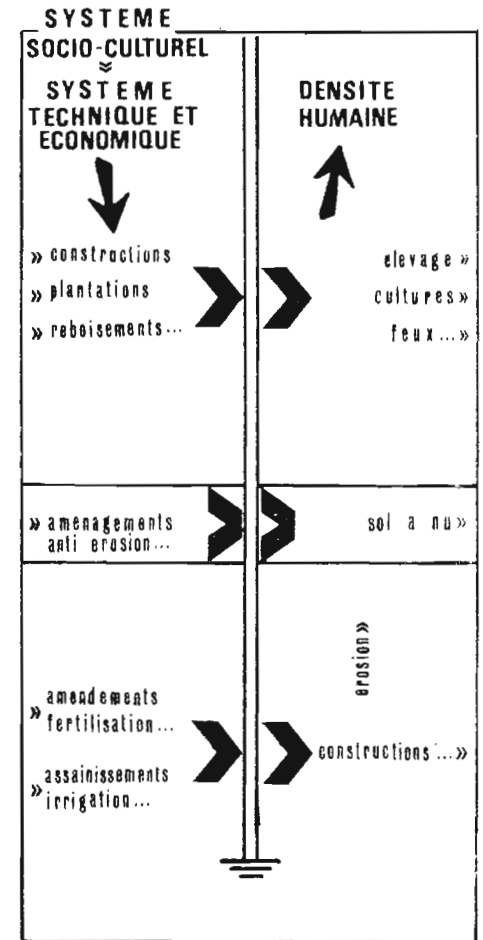 SYSTEME
SOCIO-CULTUREL
»
SYSTEME
TECHNIQUE ET
ECONOMIQUE
» constructions
» plantations
» reboisements...
» amenagements
anti erosion...
» amendements
fertilisation...
» assainissements
irrigation...
DENSITE
HUMAINE
elevage »
cultures »
feux...»
sol a nu »
erosion »
constructions...»